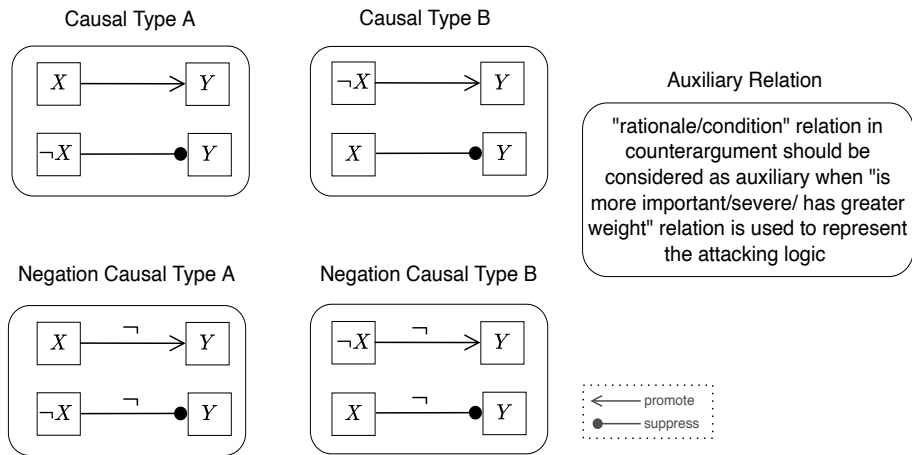 Causal Type A
X
Y
¬X
Y
Causal Type B
¬X
Y
X
Y
Auxiliary Relation
"rationale/condition" relation in
counterargument should be
considered as auxiliary when "is
more important/severe/ has greater
weight" relation is used to represent
the attacking logic
Negation Causal Type A
X ¬ Y
¬X ¬ Y
Negation Causal Type B
¬X ¬ Y
X ¬ Y
promote
suppress